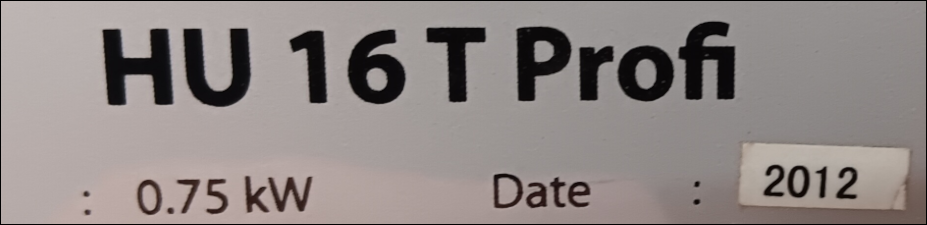 HU 16 T Profi
: 0.75 kW Date : 2012